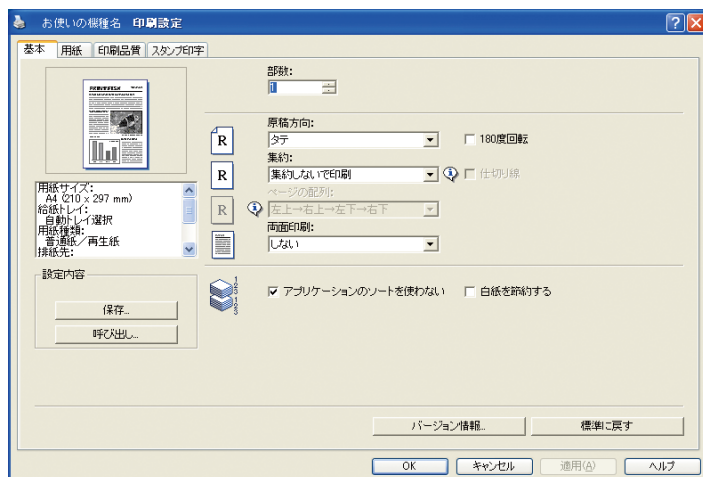 お使いの機種名 印刷設定
基本
用紙
印刷品質
スタンプ印字
部数:
1
原稿方向:
R
タテ
180度回転
集約:
R
集約しないで印刷
仕切り線
ページの配列:
R
左上→右上→左下→右下
両面印刷:
しない
用紙サイズ:
A4 (210 x 297 mm)
給紙トレイ:
自動トレイ選択
用紙種類:
普通紙/再生紙
排紙先:
設定内容
保存...
呼び出し...
1 2 3
1 2 3
アプリケーションのソートを使わない
白紙を節約する
バージョン情報...
標準に戻す
OK
キャンセル
適用(A)
ヘルプ